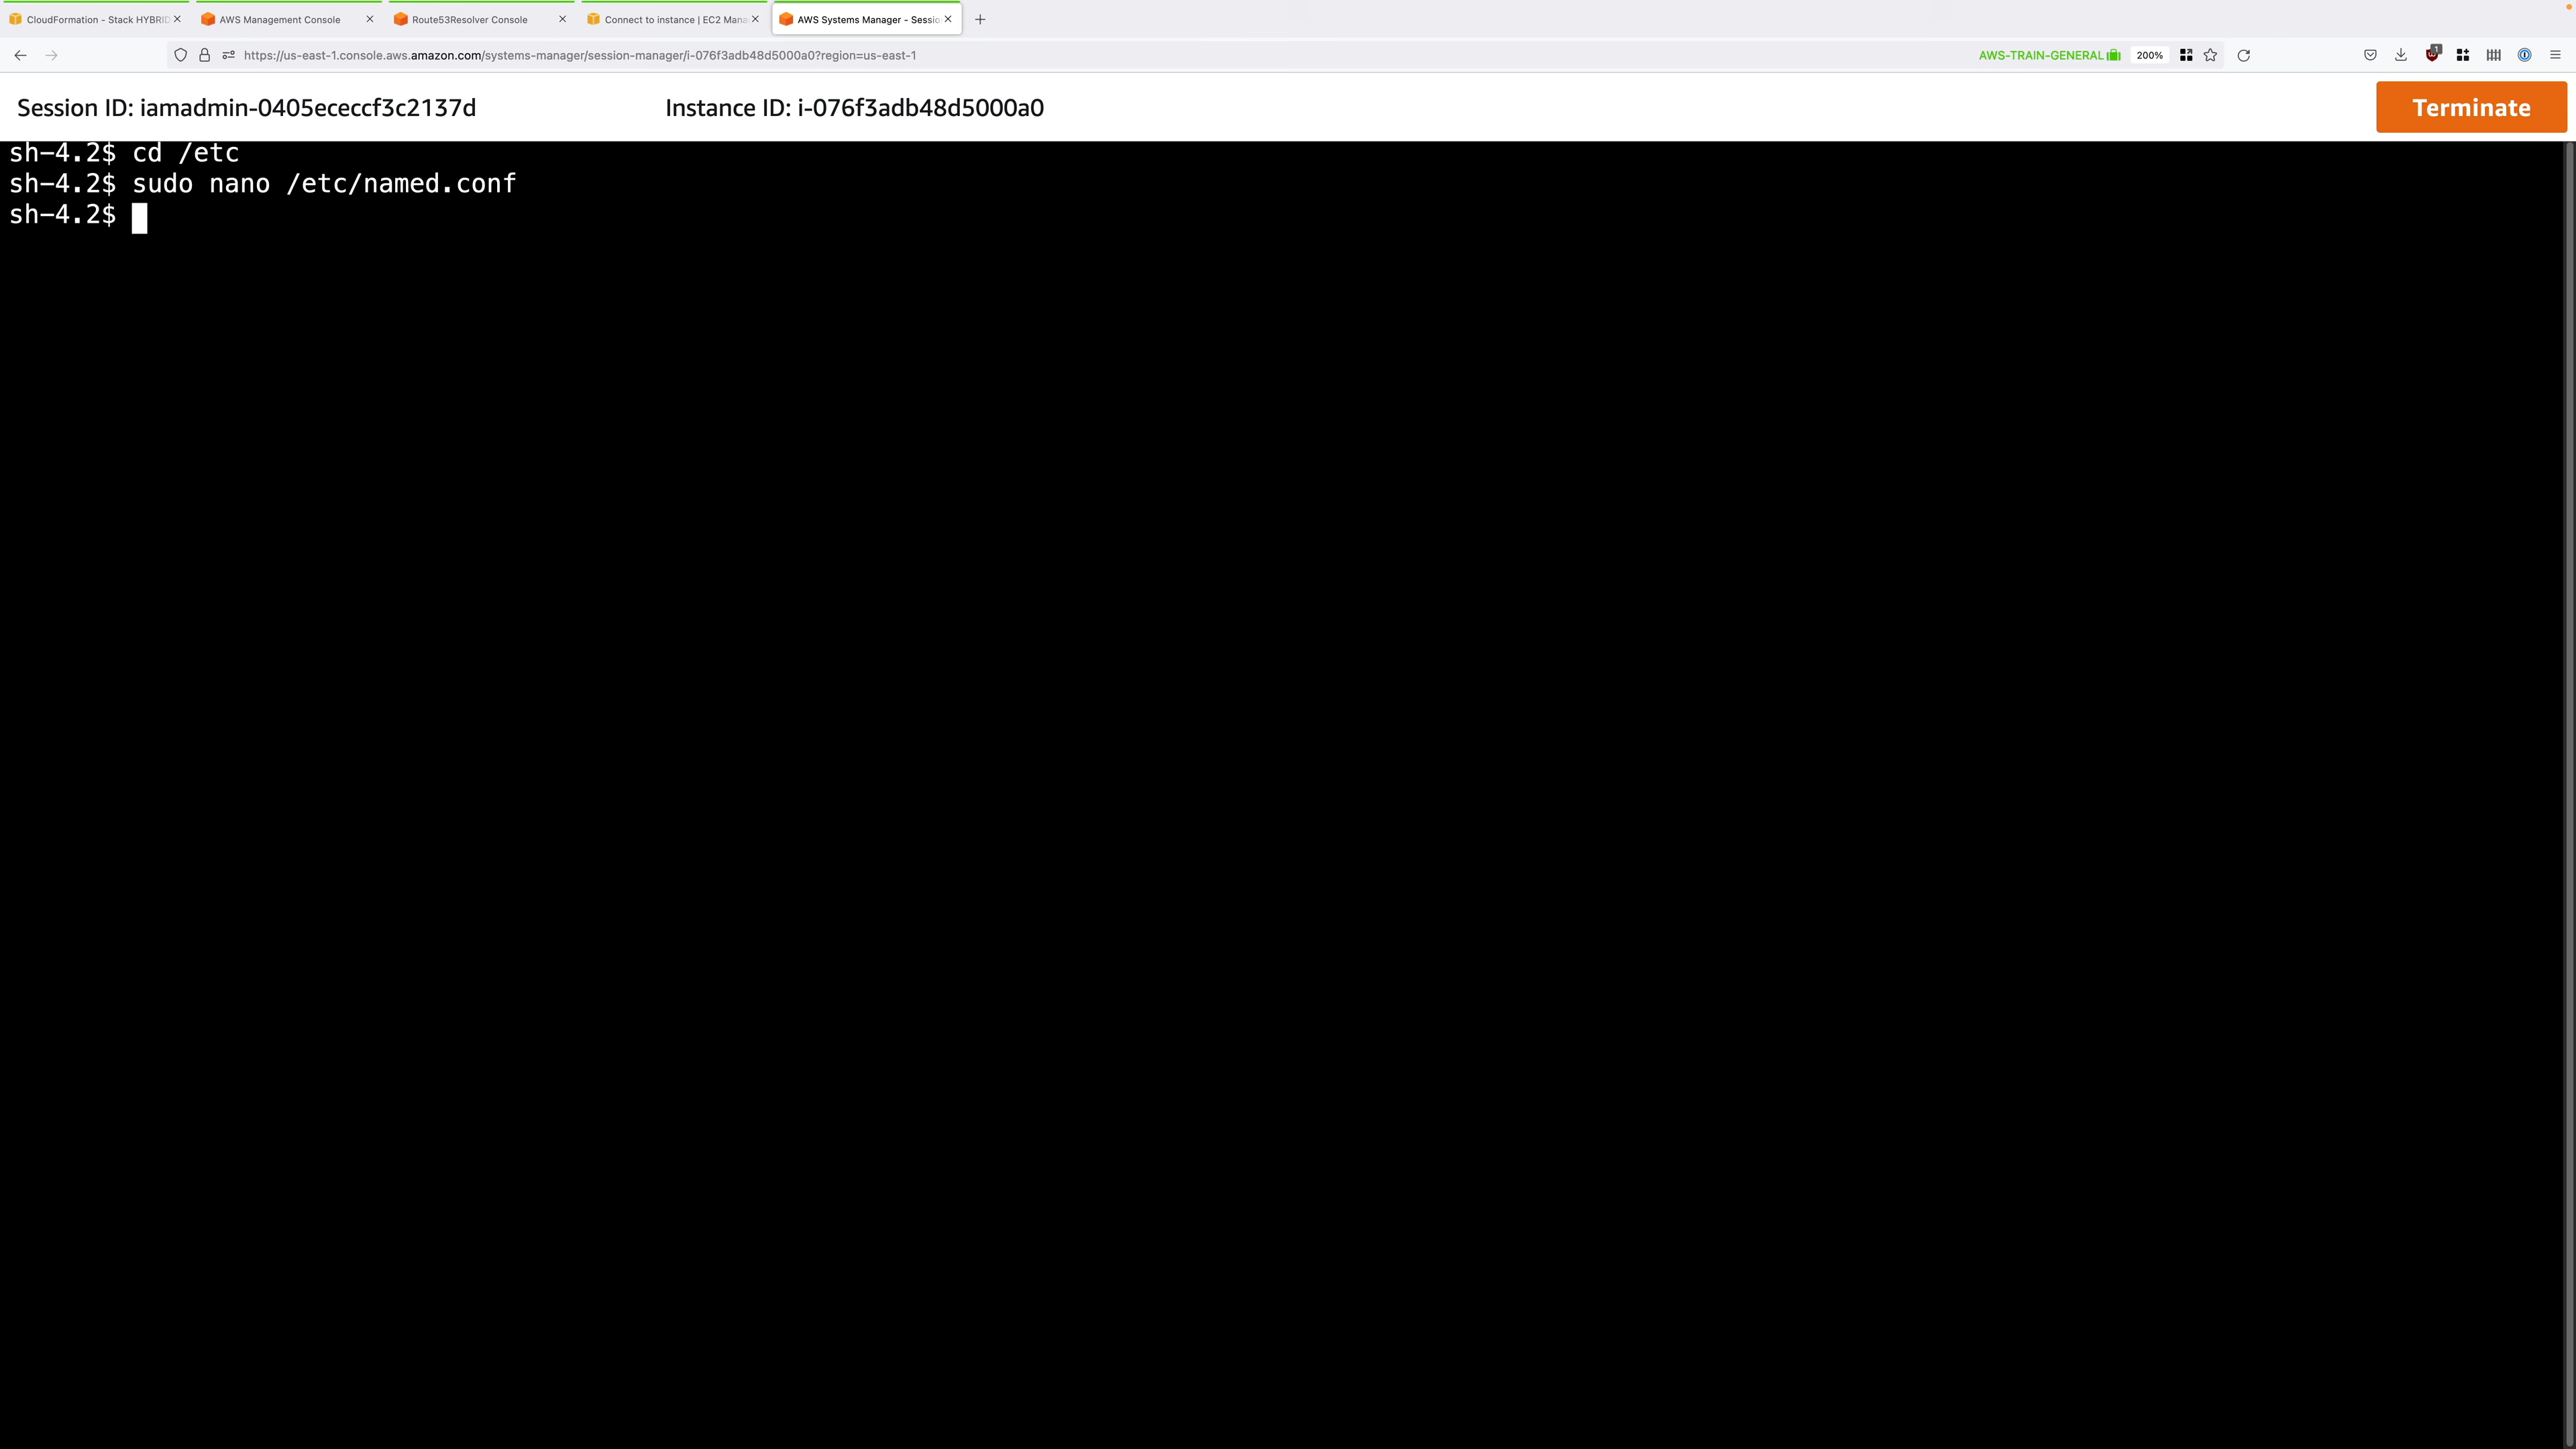 CloudFormation - Stack HYBRID
AWS Management Console
Route53Resolver Console
Connect to instance | EC2 Mana
AWS Systems Manager - Sessio
https://us-east-1.console.aws.amazon.com/systems-manager/session-manager/i-076f3adb48d5000a0?region=us-east-1
AWS-TRAIN-GENERAL
200%
1
Session ID: iamadmin-0405ececcf3c2137d
Instance ID: i-076f3adb48d5000a0
Terminate
sh-4.2$ cd /etc
sh-4.2$ sudo nano /etc/named.conf
sh-4.2$